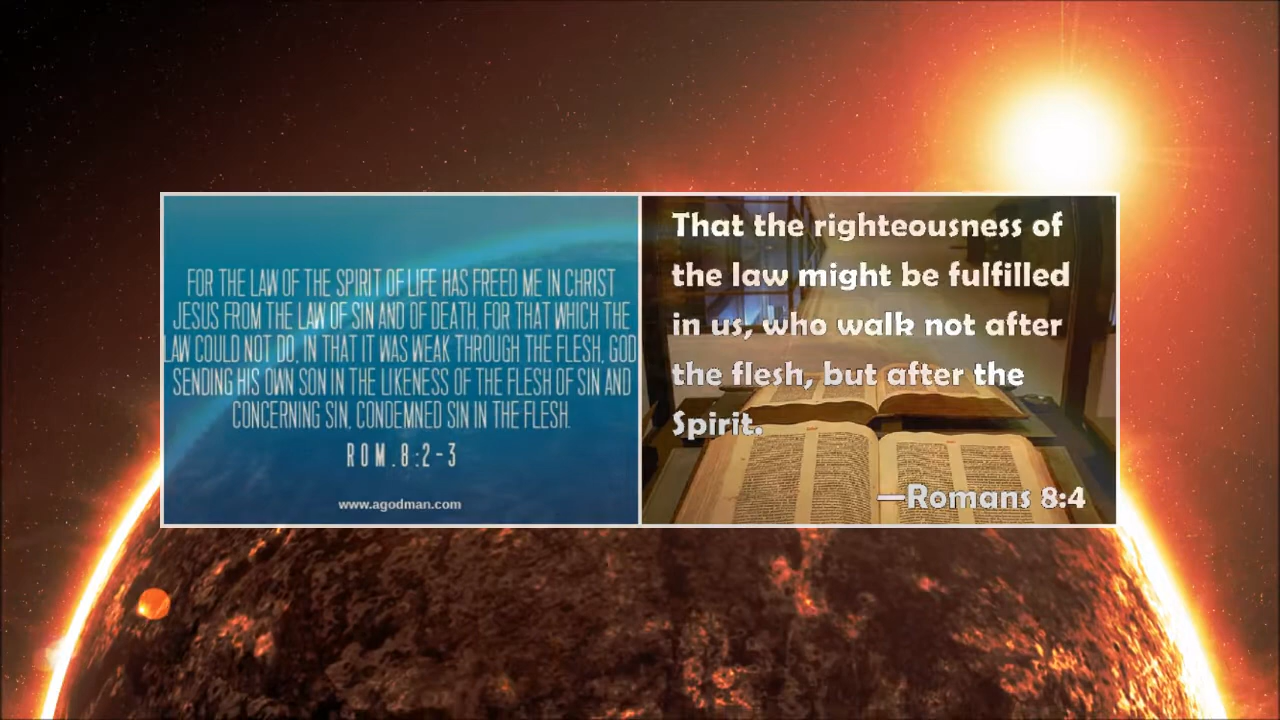 FOR THE LAW OF THE SPIRIT OF LIFE HAS FREED ME IN CHRIST
JESUS FROM THE LAW OF SIN AND OF DEATH. FOR THAT WHICH THE
LAW COULD NOT DO, IN THAT IT WAS WEAK THROUGH THE FLESH, GOD
SENDING HIS OWN SON IN THE LIKENESS OF THE FLESH OF SIN AND
CONCERNING SIN, CONDEMNED SIN IN THE FLESH.
ROM.8:2-3
www.agodman.com
That the righteousness of
the law might be fulfilled
in us, who walk not after
the flesh, but after the
Spirit.
—Romans 8:4